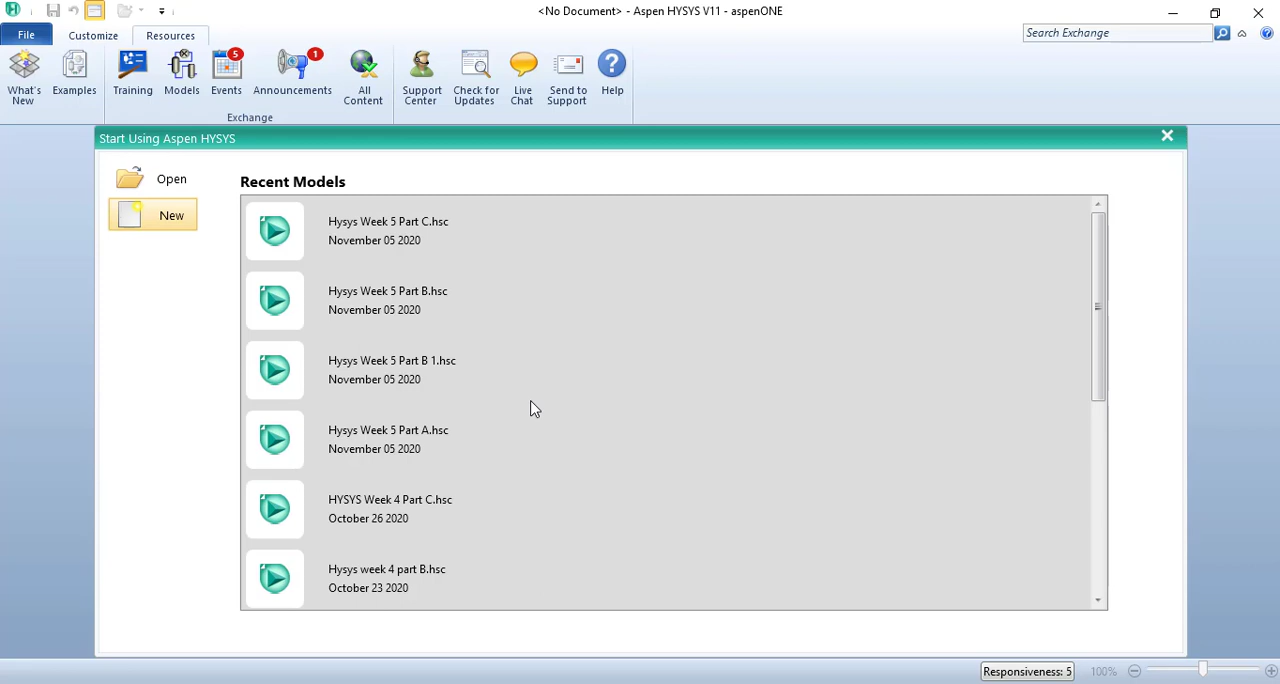 <No Document> - Aspen HYSYS V11 - aspenONE
File
Customize
Resources
Search Exchange
What's New
Examples
Training
Models
5
Events
1
Announcements
All Content
Support Center
Check for Updates
Live Chat
Send to Support
Help
Exchange
Start Using Aspen HYSYS
Open
New
Recent Models
Hysys Week 5 Part C.hsc
November 05 2020
Hysys Week 5 Part B.hsc
November 05 2020
Hysys Week 5 Part B 1.hsc
November 05 2020
Hysys Week 5 Part A.hsc
November 05 2020
HYSYS Week 4 Part C.hsc
October 26 2020
Hysys week 4 part B.hsc
October 23 2020
Responsiveness: 5
100%